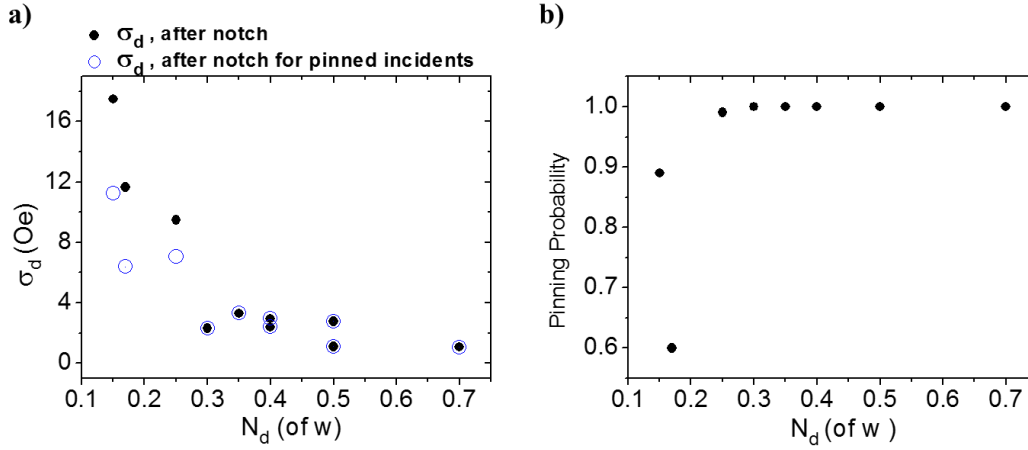 a)
σd , after notch
σd , after notch for pinned incidents
σd (Oe)
16
12
8
4
0
0.1 0.2 0.3 0.4 0.5 0.6 0.7
Nd (of w)
b)
Pinning Probability
1.0
0.9
0.8
0.7
0.6
0.1 0.2 0.3 0.4 0.5 0.6 0.7
Nd (of w )